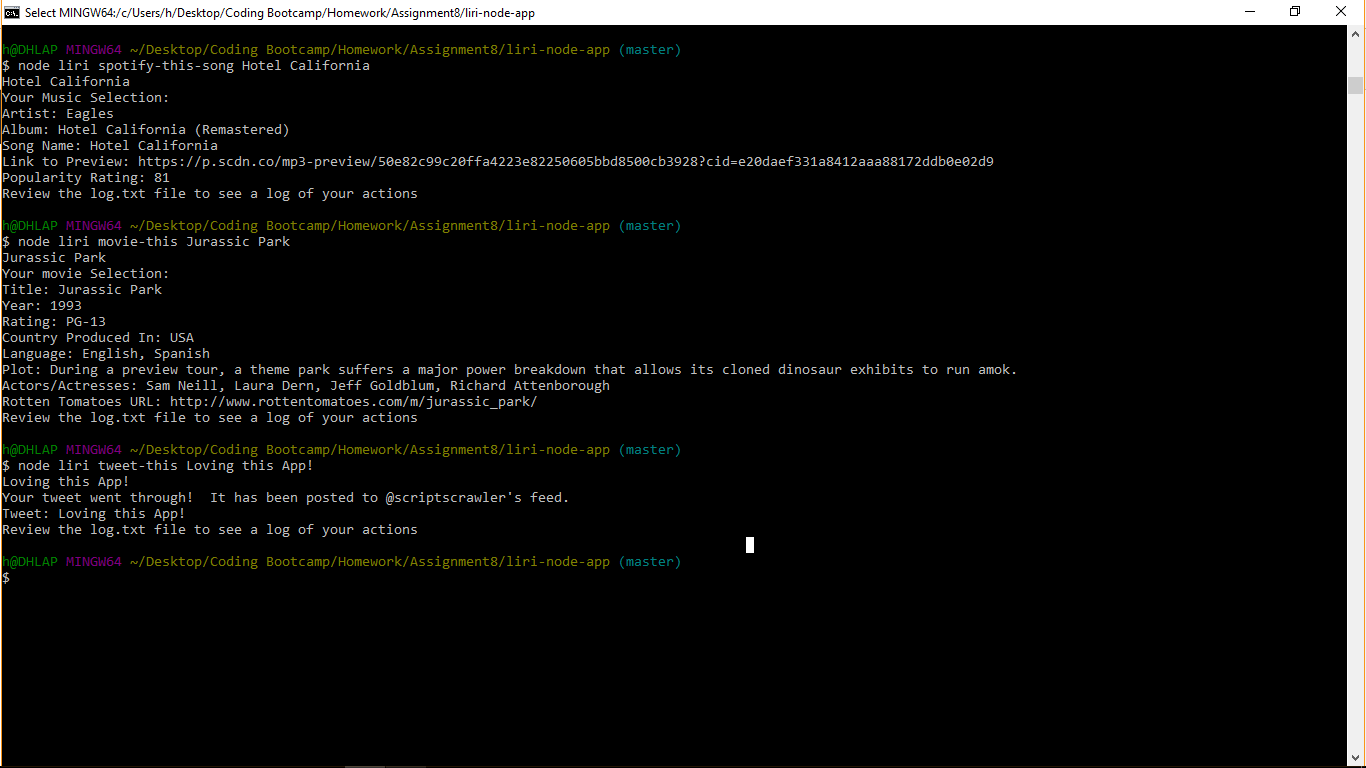 Select MINGW64:/c/Users/h/Desktop/Coding Bootcamp/Homework/Assignment8/liri-node-app
h@DHLAP MINGW64 ~/Desktop/Coding Bootcamp/Homework/Assignment8/liri-node-app (master)
$ node liri spotify-this-song Hotel California
Hotel California
Your Music Selection:
Artist: Eagles
Album: Hotel California (Remastered)
Song Name: Hotel California
Link to Preview: https://p.scdn.co/mp3-preview/50e82c99c20ffa4223e82250605bbd8500cb3928?cid=e20daef331a8412aaa88172ddb0e02d9
Popularity Rating: 81
Review the log.txt file to see a log of your actions
h@DHLAP MINGW64 ~/Desktop/Coding Bootcamp/Homework/Assignment8/liri-node-app (master)
$ node liri movie-this Jurassic Park
Jurassic Park
Your movie Selection:
Title: Jurassic Park
Year: 1993
Rating: PG-13
Country Produced In: USA
Language: English, Spanish
Plot: During a preview tour, a theme park suffers a major power breakdown that allows its cloned dinosaur exhibits to run amok.
Actors/Actresses: Sam Neill, Laura Dern, Jeff Goldblum, Richard Attenborough
Rotten Tomatoes URL: http://www.rottentomatoes.com/m/jurassic_park/
Review the log.txt file to see a log of your actions
h@DHLAP MINGW64 ~/Desktop/Coding Bootcamp/Homework/Assignment8/liri-node-app (master)
$ node liri tweet-this Loving this App!
Loving this App!
Your tweet went through!  It has been posted to @scriptscrawler's feed.
Tweet: Loving this App!
Review the log.txt file to see a log of your actions
h@DHLAP MINGW64 ~/Desktop/Coding Bootcamp/Homework/Assignment8/liri-node-app (master)
$